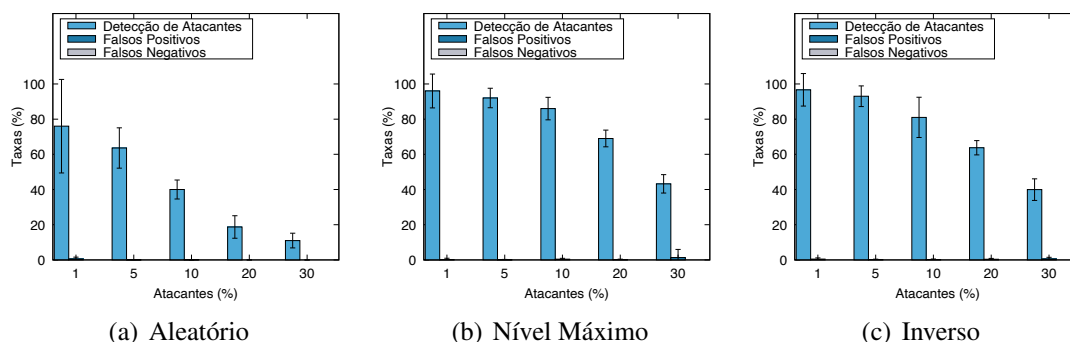 Detecção de Atacantes
Falsos Positivos
Falsos Negativos
Taxas (%)
100
80
60
40
20
0
1 5 10 20 30
Atacantes (%)
(a) Aleatório
Detecção de Atacantes
Falsos Positivos
Falsos Negativos
Taxas (%)
100
80
60
40
20
0
1 5 10 20 30
Atacantes (%)
(b) Nível Máximo
Detecção de Atacantes
Falsos Positivos
Falsos Negativos
Taxas (%)
100
80
60
40
20
0
1 5 10 20 30
Atacantes (%)
(c) Inverso